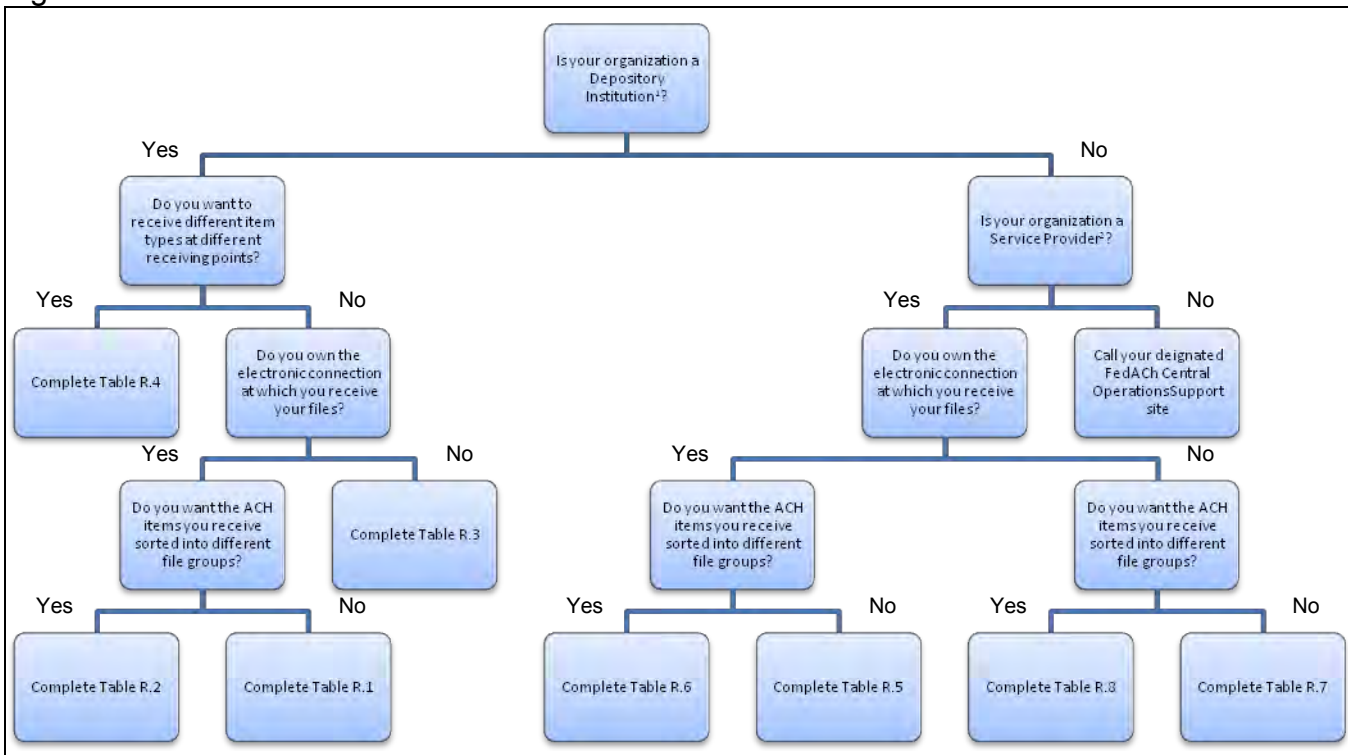 Is your organization a
Depository
Institution¹?
Yes
No
Do you want to
receive different item
types at different
receiving points?
Is your organization a
Service Provider²?
Yes
No
Yes
No
Complete Table R.4
Do you own the
electronic connection
at which you receive
your files?
Do you own the
electronic connection
at which you receive
your files?
Call your deignated
FedACh Central
Operations Support
site
Yes
No
Yes
No
Do you want the ACH
items you receive
sorted into different
file groups?
Complete Table R.3
Do you want the ACH
items you receive
sorted into different
file groups?
Do you want the ACH
items you receive
sorted into different
file groups?
Yes
No
Yes
No
Yes
No
Complete Table R.2
Complete Table R.1
Complete Table R.6
Complete Table R.5
Complete Table R.8
Complete Table R.7